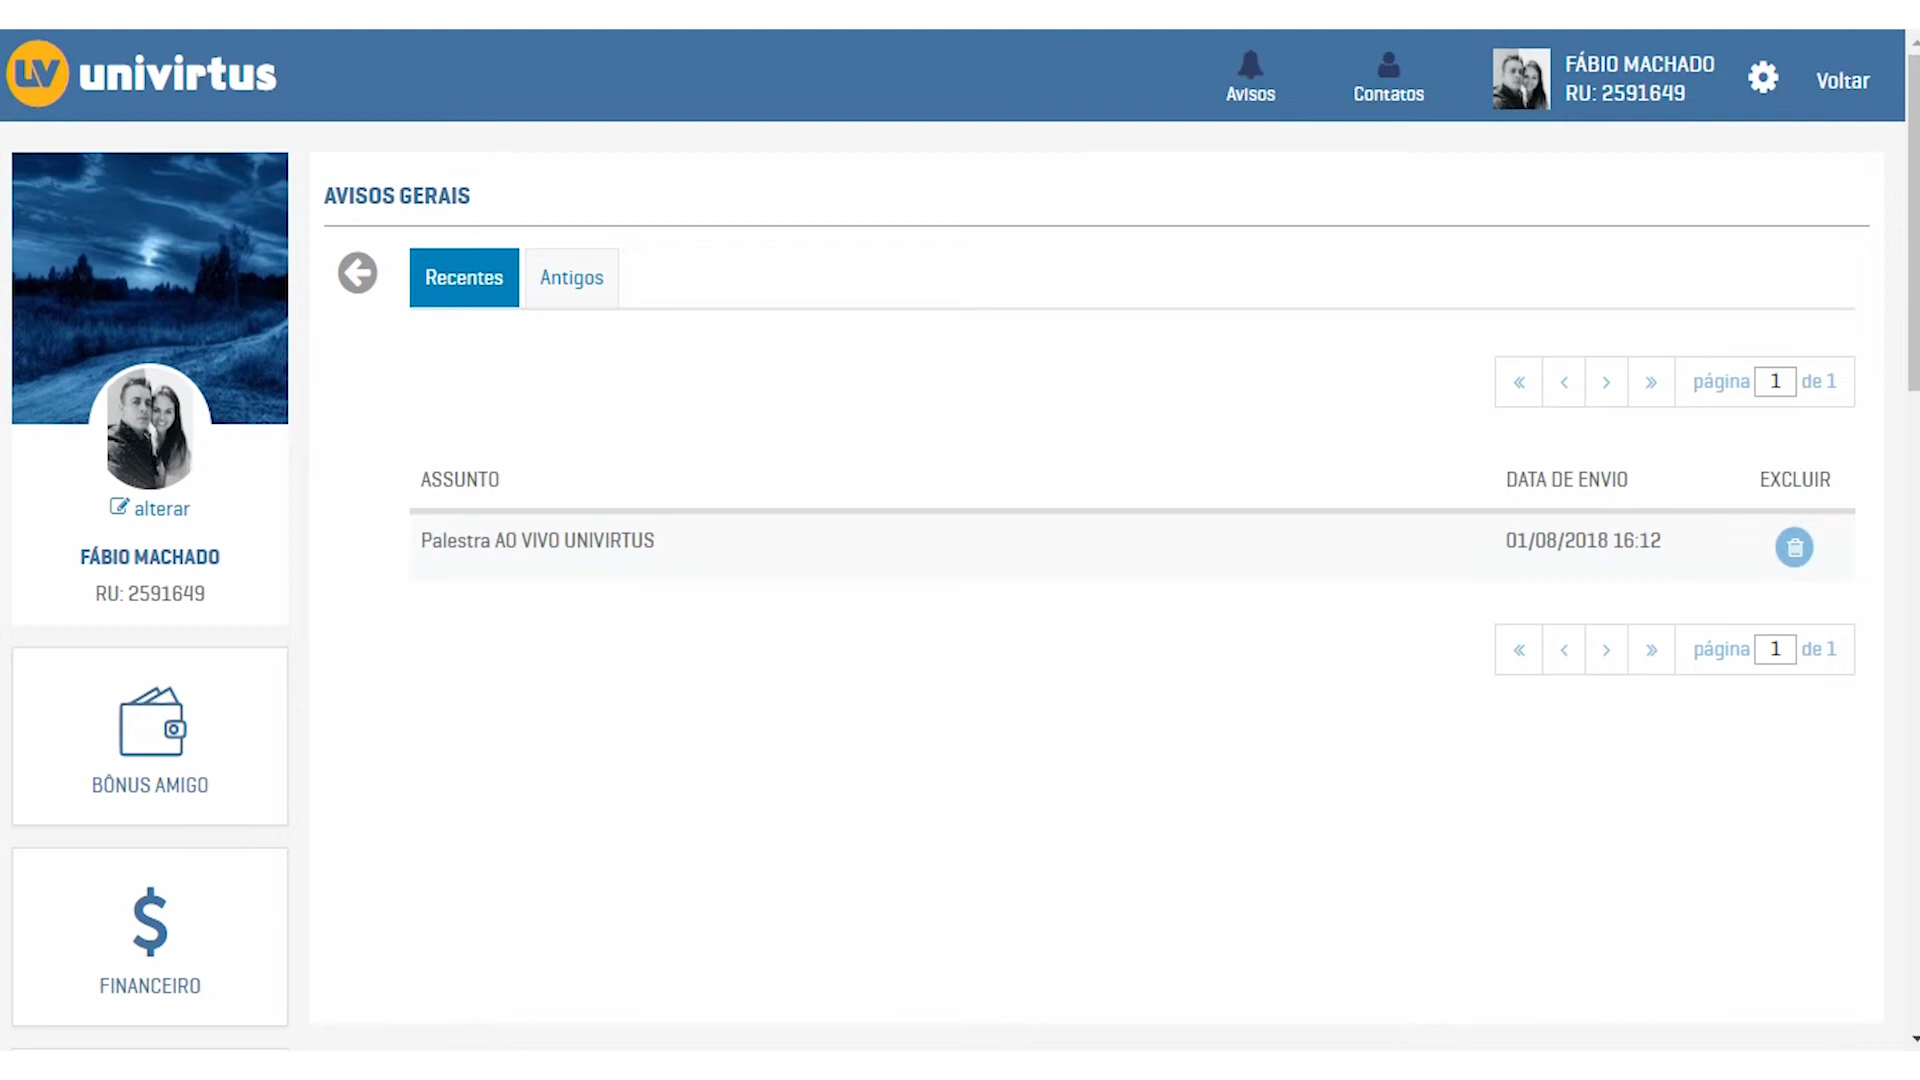 univirtus
Avisos
Contatos
FÁBIO MACHADO
RU: 2591649
Voltar
AVISOS GERAIS
Recentes
Antigos
« ‹ › » página 1 de 1
ASSUNTO DATA DE ENVIO EXCLUIR
Palestra AO VIVO UNIVIRTUS 01/08/2018 16:12
« ‹ › » página 1 de 1
alterar
FÁBIO MACHADO
RU: 2591649
BÔNUS AMIGO
$
FINANCEIRO